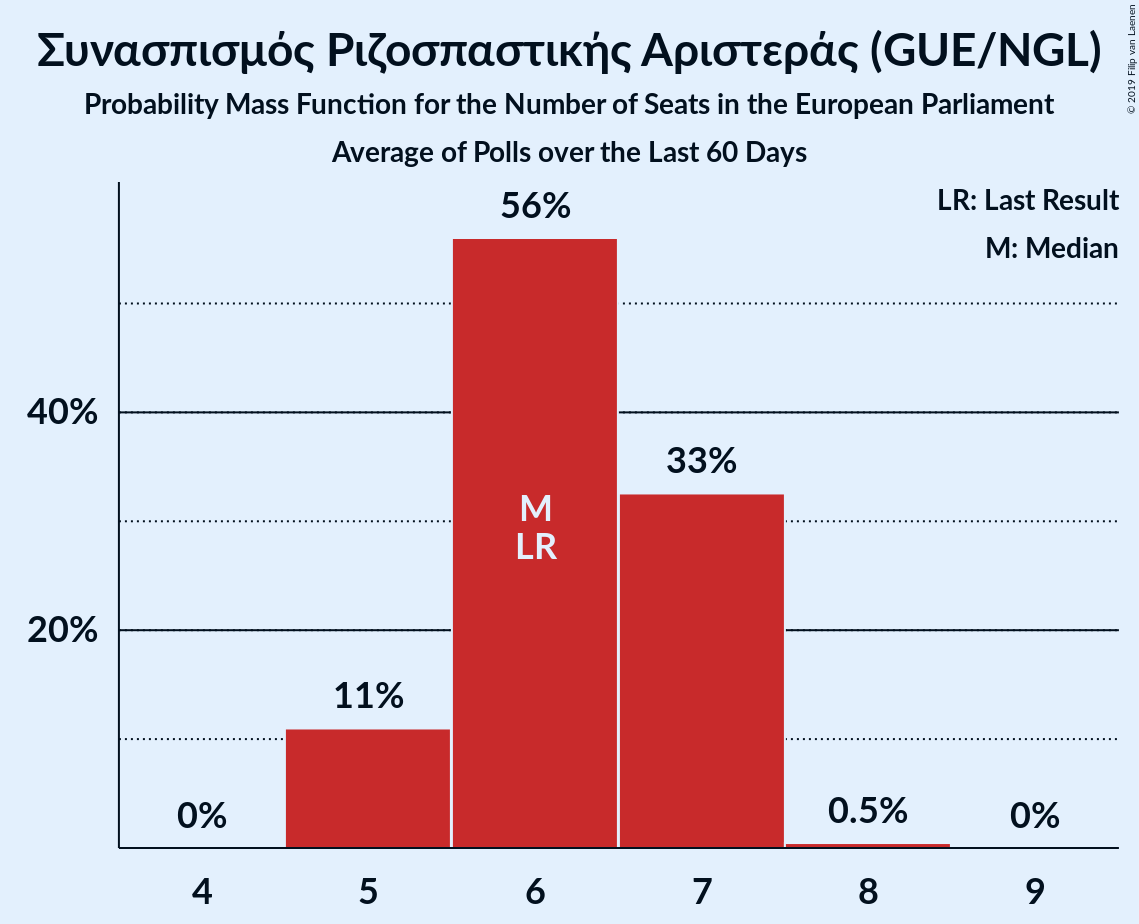 Συνασπισμός Ριζοσπαστικής Αριστεράς (GUE/NGL)
Probability Mass Function for the Number of Seats in the European Parliament
Average of Polls over the Last 60 Days
© 2019 Filip van Laenen
LR: Last Result
M: Median
56%
40%
33%
M
LR
20%
11%
0%
0.5%
0%
4 5 6 7 8 9